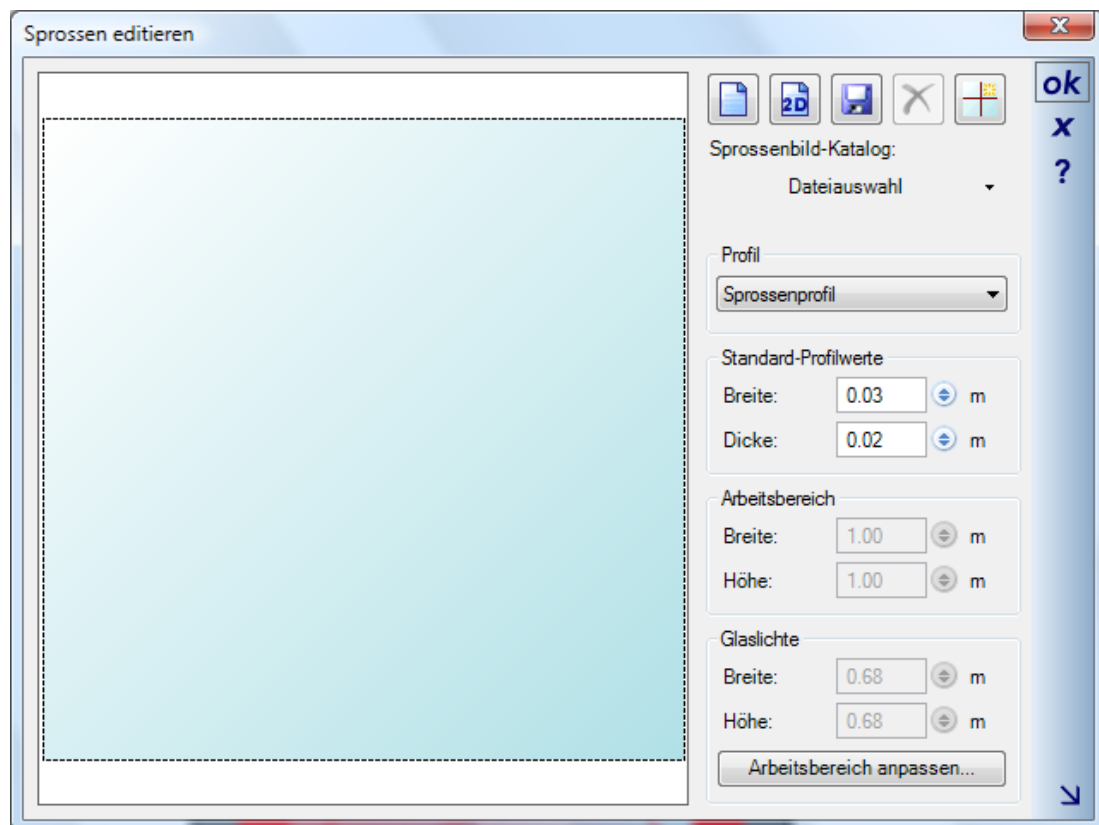 Sprossen editieren
x
ok
x
?
2D
Sprossenbild-Katalog:
Dateiauswahl
Profil
Sprossenprofil
Standard-Profilwerte
Breite: 0.03 m
Dicke: 0.02 m
Arbeitsbereich
Breite: 1.00 m
Höhe: 1.00 m
Glaslichte
Breite: 0.68 m
Höhe: 0.68 m
Arbeitsbereich anpassen...